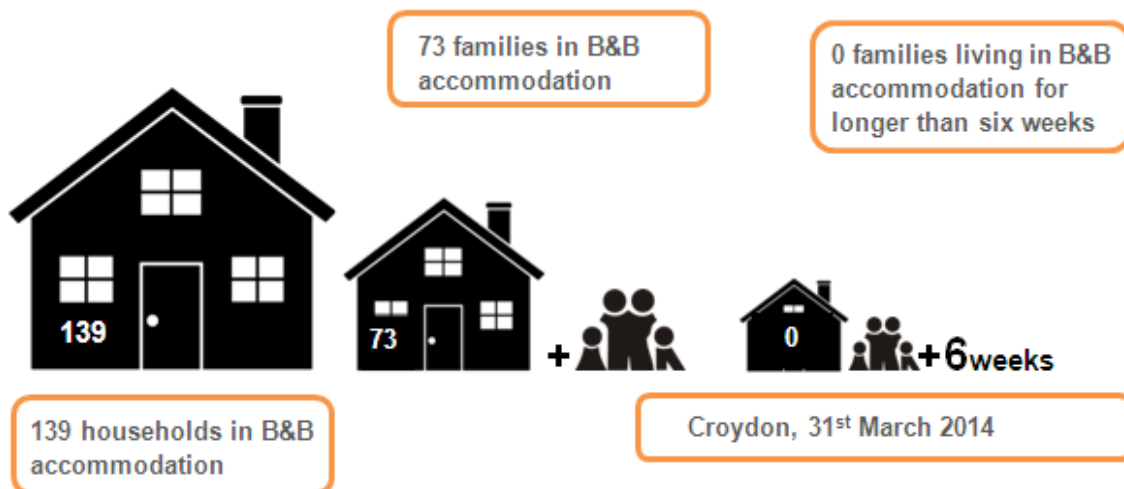 73 families in B&B
accommodation
0 families living in B&B
accommodation for
longer than six weeks
139
73
+
0
+6weeks
139 households in B&B
accommodation
Croydon, 31st March 2014